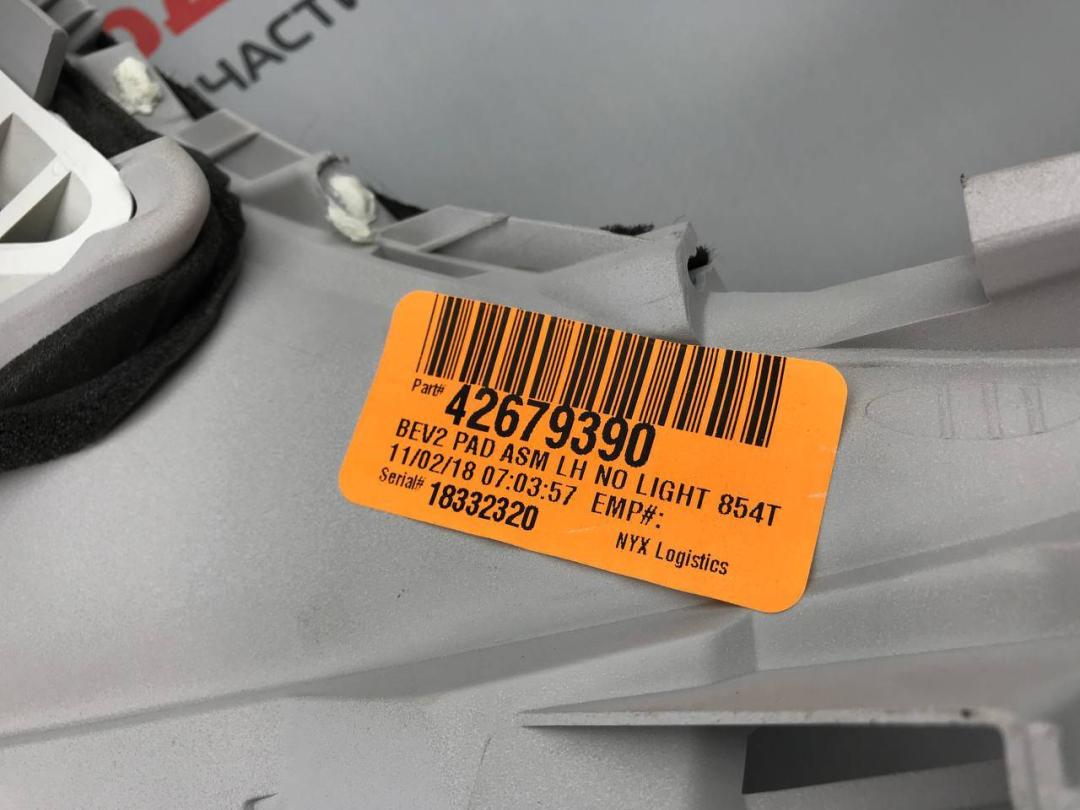 ЧАСТИ
Part# 42679390
BEV2 PAD ASM LH NO LIGHT 854T
11/02/18 07:03:57 EMP#:
Serial# 18332320
NYX Logistics